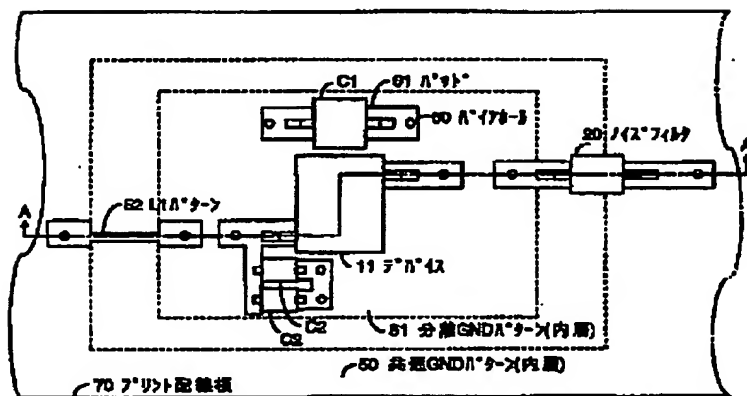 C1
61 パッド
60 バイアホール
20 ノイズフィルタ
A
A
62 L1パターン
11 デバイス
C2
C2
51 分離GNDパターン(内層)
50 共通GNDパターン(内層)
70 プリント配線板